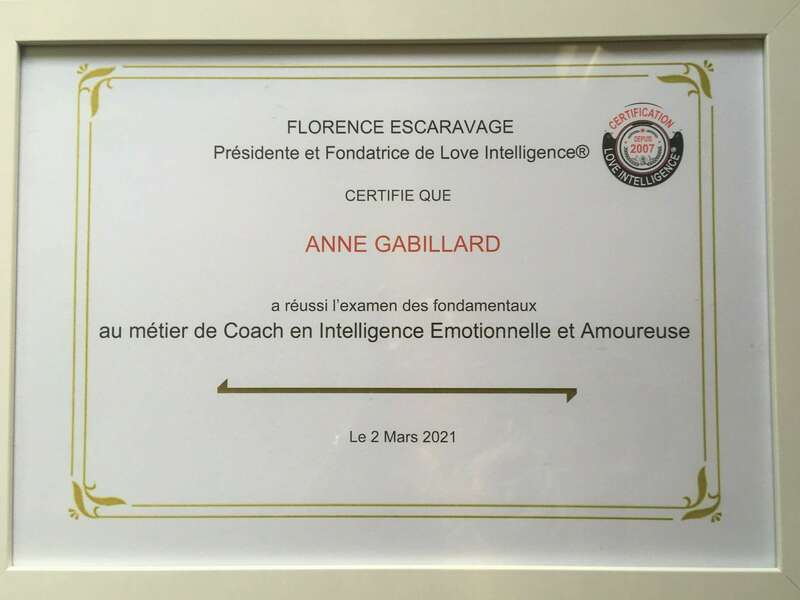 FLORENCE ESCARAVAGE
Présidente et Fondatrice de Love Intelligence®
CERTIFICATION
DEPUIS
2007
LOVE INTELLIGENCE®
CERTIFIE QUE
ANNE GABILLARD
a réussi l'examen des fondamentaux
au métier de Coach en Intelligence Emotionnelle et Amoureuse
Le 2 Mars 2021